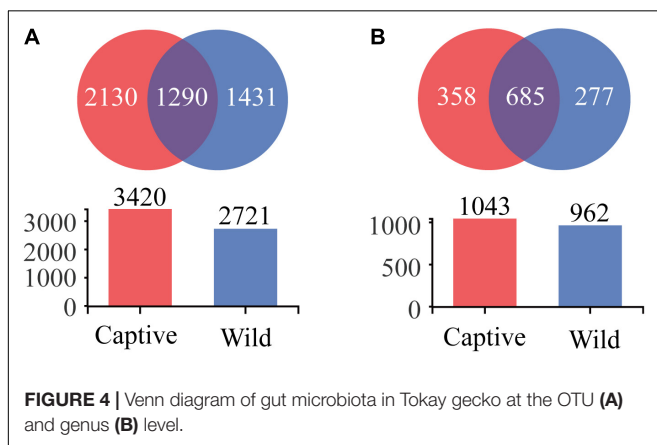 A
B
2130 1290 1431
358 685 277
3420
2721
3000
2000
1000
0
Captive Wild
1043
962
1000
500
0
Captive Wild
FIGURE 4 | Venn diagram of gut microbiota in Tokay gecko at the OTU (A)
and genus (B) level.